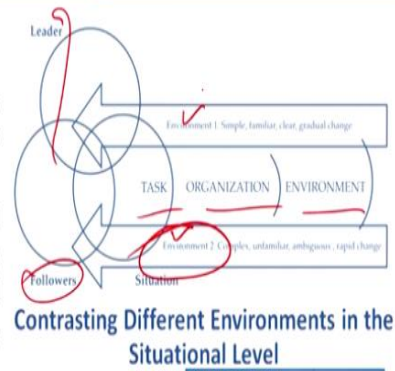 Leader
Environment 1: Simple, familiar, clear, gradual change
TASK ORGANIZATION ENVIRONMENT
Environment 2: Complex, unfamiliar, ambiguous, rapid change
Followers
Situation
Contrasting Different Environments in the
Situational Level